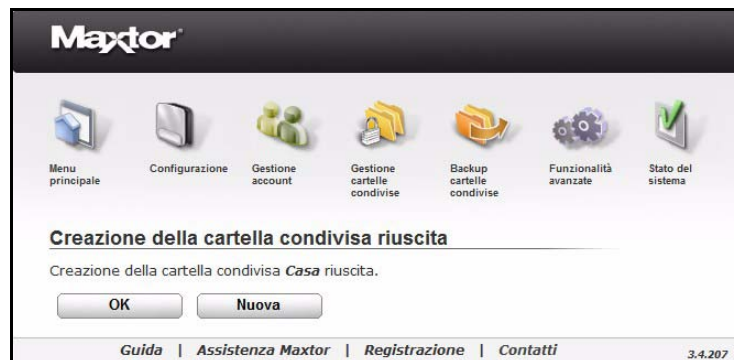 Maxtor
Menu principale
Configurazione
Gestione account
Gestione cartelle condivise
Backup cartelle condivise
Funzionalità avanzate
Stato del sistema
Creazione della cartella condivisa riuscita
Creazione della cartella condivisa Casa riuscita.
OK
Nuova
Guida | Assistenza Maxtor | Registrazione | Contatti
3.4.207